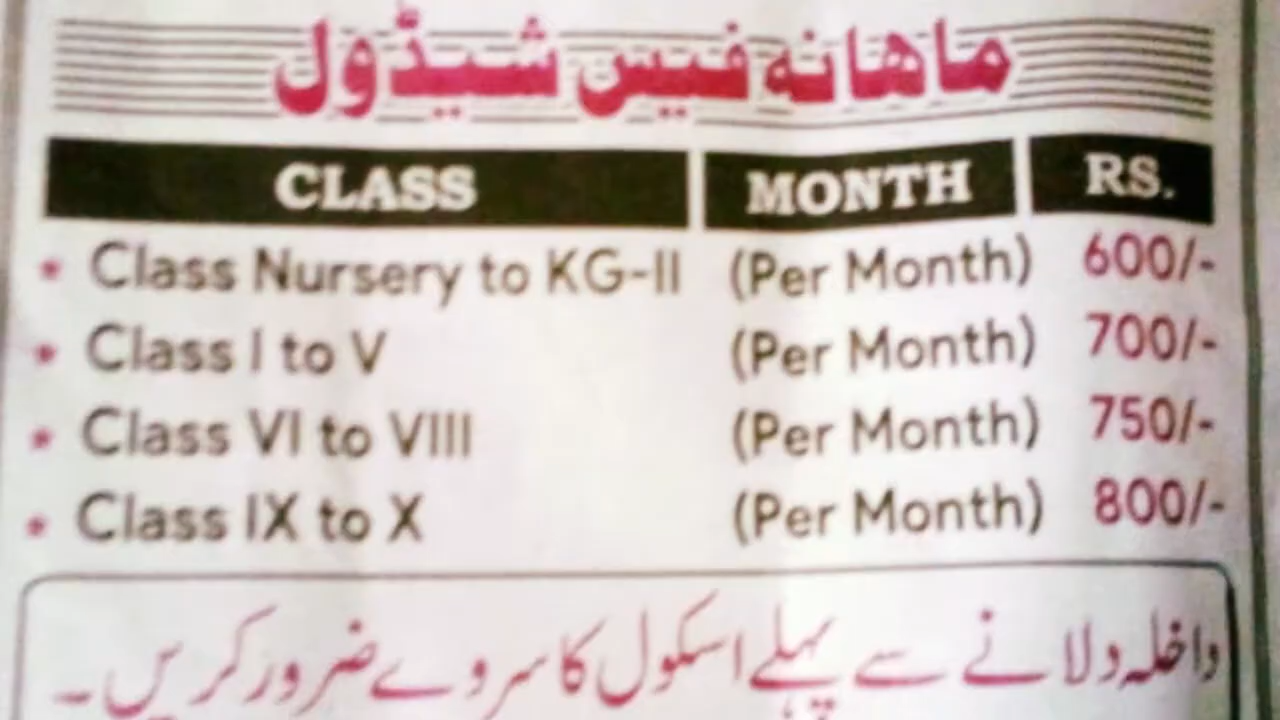 ماهانه فیس شیڈول
CLASS MONTH RS.
• Class Nursery to KG-II (Per Month) 600/-
• Class I to V (Per Month) 700/-
• Class VI to VIII (Per Month) 750/-
• Class IX to X (Per Month) 800/-
داخلہ دلانے سے پہلے اسکول کا سروے ضرور کریں۔